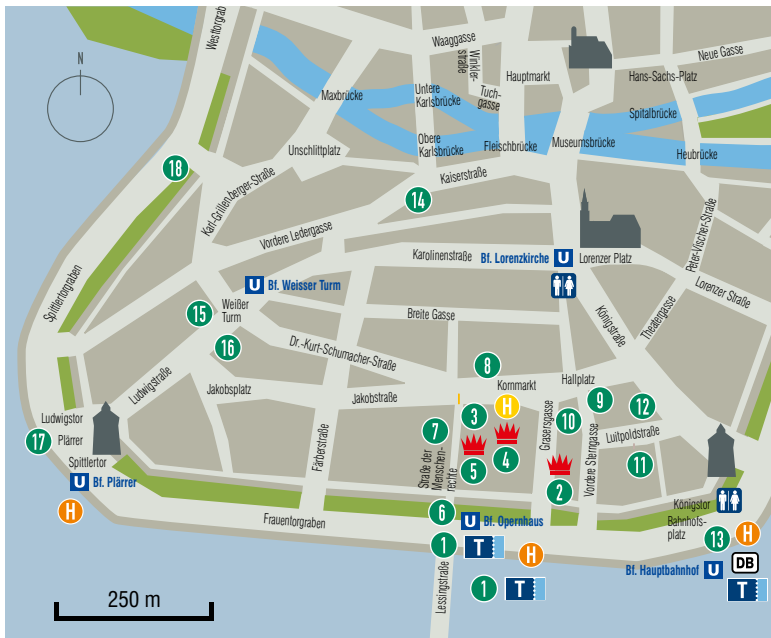 Westtorgraben
Waaggasse
Winkler-
straße
Neue Gasse
N
Hauptmarkt
Hans-Sachs-Platz
Maxbrücke
Untere
Karlsbrücke
Tuch-
gasse
Spitalbrücke
Obere
Karlsbrücke
Fleischbrücke
Museumsbrücke
Heubrücke
Unschlittplatz
18
Karl-Grillenberger-Straße
Kaiserstraße
14
Vordere Ledergasse
Peter-Vischer-Straße
Karolinenstraße
Bf. Lorenzkirche
U
Lorenzer Platz
Spittlertorgraben
U
Bf. Weisser Turm
Lorenzer Straße
Weißer
Turm
15
Breite Gasse
Königstraße
Theatergasse
16
Dr.-Kurt-Schumacher-Straße
8
Ludwigstraße
Jakobsplatz
Jakobstraße
Kornmarkt
Hallplatz
H
9
12
3
10
Grasersgasse
Ludwigstor
17
Plärrer
Spittlertor
Färberstraße
7
Straße der
Menschen-
rechte
4
5
Luitpoldstraße
11
Vordere Sterngasse
2
U
Bf. Plärrer
H
Königstor
6
Frauentorgraben
U
Bf. Opernhaus
Bahnhofs-
platz
13
H
1
T
H
DB
Bf. Hauptbahnhof
U
Lessingstraße
1
T
T
250 m